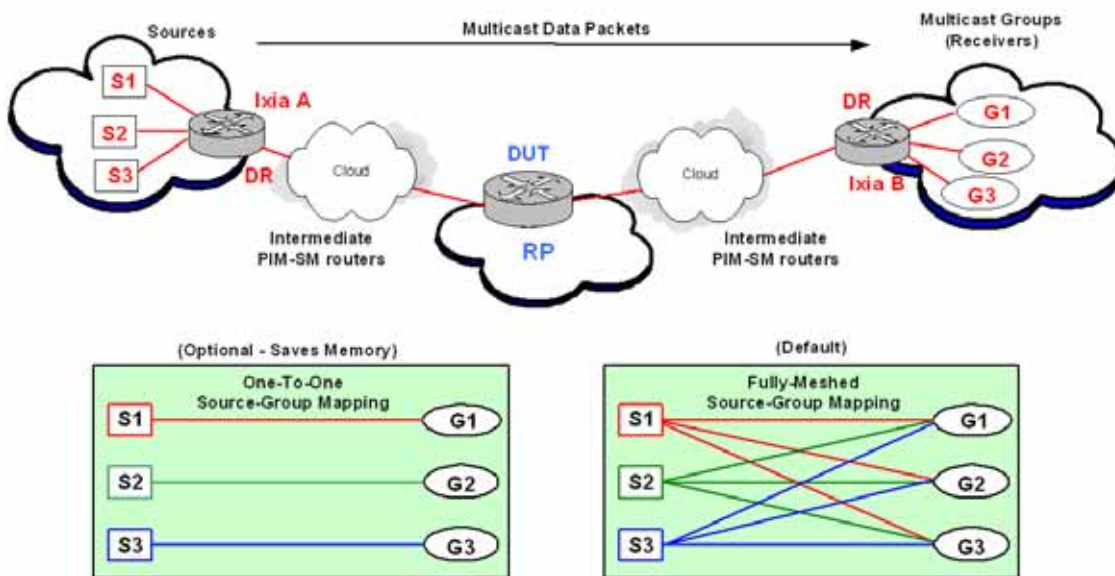 Sources
Multicast Data Packets
Multicast Groups
(Receivers)
S1
S2
S3
Ixia A
DR
Cloud
Intermediate
PIM-SM routers
DUT
RP
Cloud
Intermediate
PIM-SM routers
DR
Ixia B
G1
G2
G3
(Optional - Saves Memory)
One-To-One
Source-Group Mapping
S1
G1
S2
G2
S3
G3
(Default)
Fully-Meshed
Source-Group Mapping
S1
G1
S2
G2
S3
G3